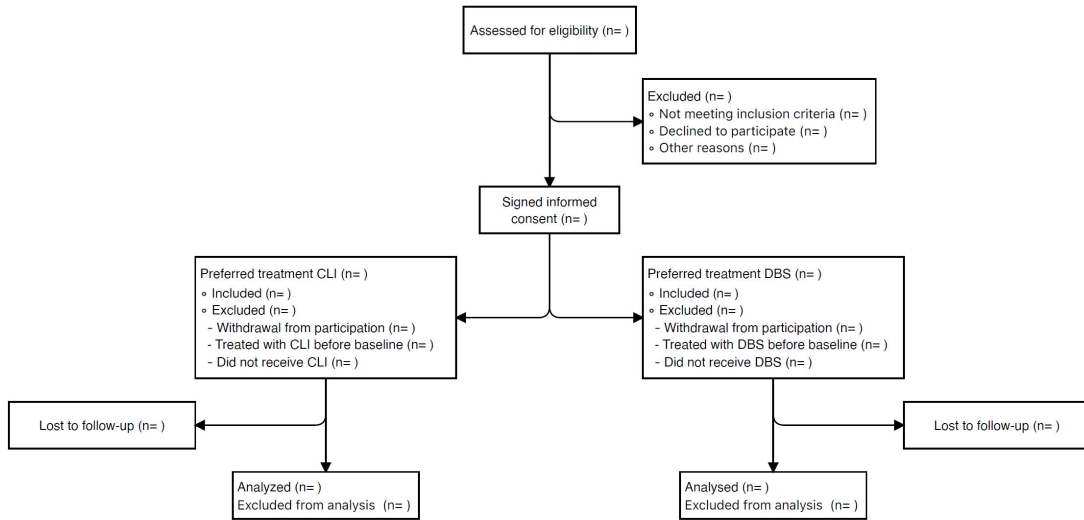 Assessed for eligibility (n= )
Excluded (n= )
∘ Not meeting inclusion criteria (n= )
∘ Declined to participate (n= )
∘ Other reasons (n= )
Signed informed
consent (n= )
Preferred treatment CLI (n= )
∘ Included (n= )
∘ Excluded (n= )
- Withdrawal from participation (n= )
- Treated with CLI before baseline (n= )
- Did not receive CLI (n= )
Preferred treatment DBS (n= )
∘ Included (n= )
∘ Excluded (n= )
- Withdrawal from participation (n= )
- Treated with DBS before baseline (n= )
- Did not receive DBS (n= )
Lost to follow-up (n= )
Lost to follow-up (n= )
Analyzed (n= )
Excluded from analysis (n= )
Analysed (n= )
Excluded from analysis (n= )